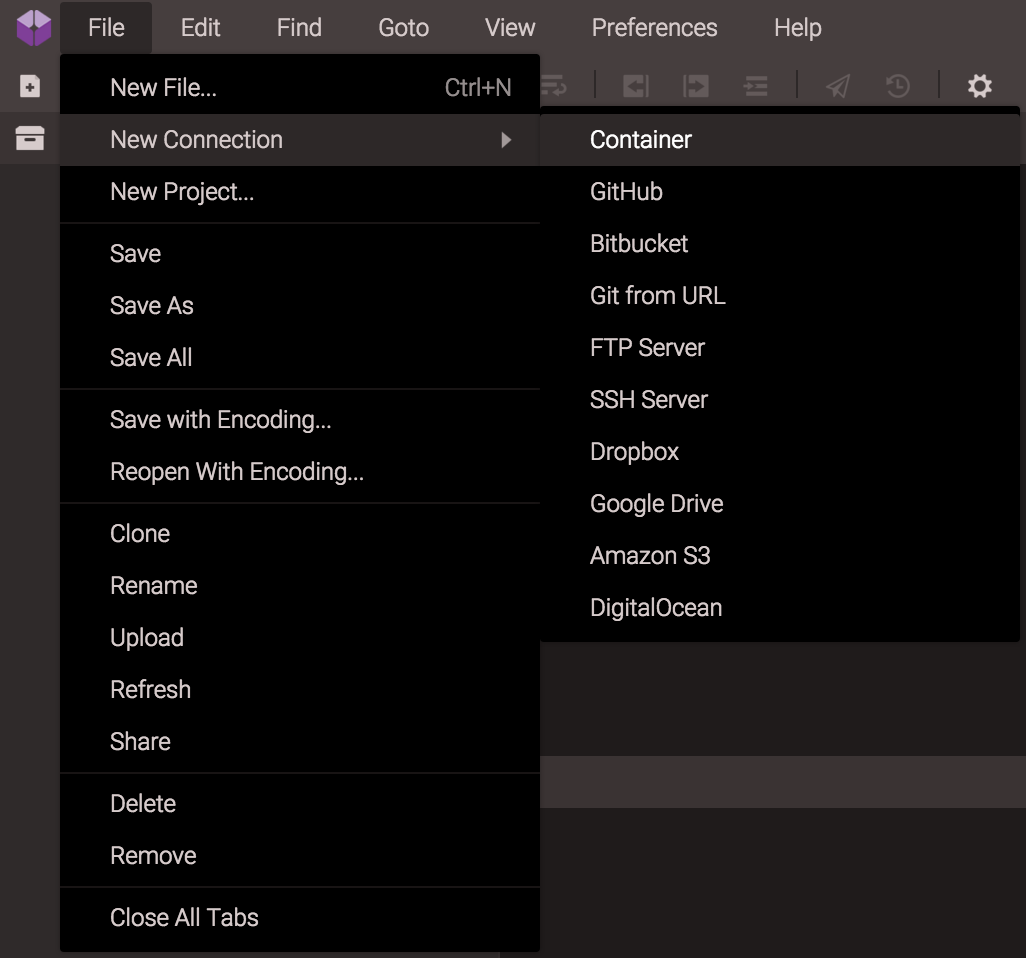 File Edit Find Goto View Preferences Help
New File... Ctrl+N
New Connection
New Project...
Save
Save As
Save All
Save with Encoding...
Reopen With Encoding...
Clone
Rename
Upload
Refresh
Share
Delete
Remove
Close All Tabs
Container
GitHub
Bitbucket
Git from URL
FTP Server
SSH Server
Dropbox
Google Drive
Amazon S3
DigitalOcean